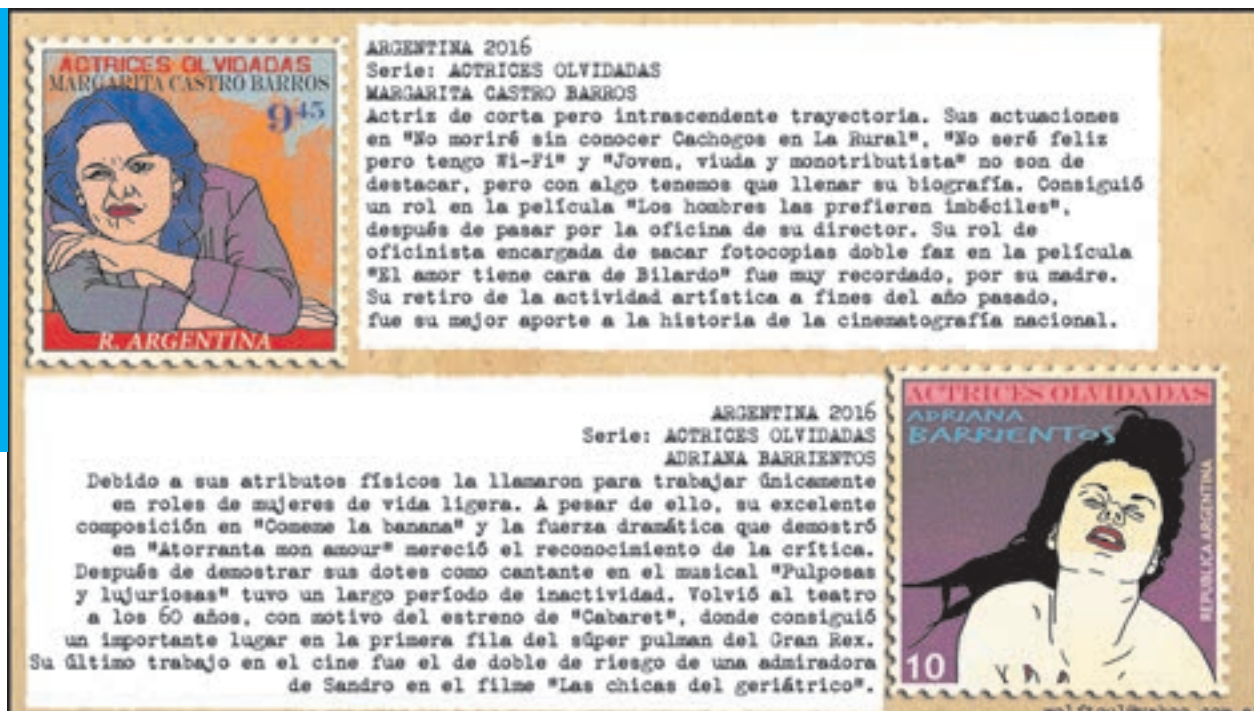 ACTRICES OLVIDADAS
MARGARITA CASTRO BARROS
9⁴⁵
R. ARGENTINA
ARGENTINA 2016
Serie: ACTRICES OLVIDADAS
MARGARITA CASTRO BARROS
Actriz de corta pero intrascendente trayectoria. Sus actuaciones
en "No moriré sin conocer Cachogos en La Rural", "No seré feliz
pero tengo Wi-Fi" y "Joven, viuda y monotributista" no son de
destacar, pero con algo tenemos que llenar su biografía. Consiguió
un rol en la película "Los hombres las prefieren imbéciles",
después de pasar por la oficina de su director. Su rol de
oficinista encargada de sacar fotocopias doble faz en la película
"El amor tiene cara de Bilardo" fue muy recordado, por su madre.
Su retiro de la actividad artística a fines del año pasado,
fue su mejor aporte a la historia de la cinematografía nacional.
ARGENTINA 2016
Serie: ACTRICES OLVIDADAS
ADRIANA BARRIENTOS
Debido a sus atributos físicos la llamaron para trabajar únicamente
en roles de mujeres de vida ligera. A pesar de ello, su excelente
composición en "Comeme la banana" y la fuerza dramática que demostró
en "Atorranta mon amour" mereció el reconocimiento de la crítica.
Después de demostrar sus dotes como cantante en el musical "Pulposas
y lujuriosas" tuvo un largo período de inactividad. Volvió al teatro
a los 60 años, con motivo del estreno de "Cabaret", donde consiguió
un importante lugar en la primera fila del súper pulman del Gran Rex.
Su último trabajo en el cine fue el de doble de riesgo de una admiradora
de Sandro en el filme "Las chicas del geriátrico".
ACTRICES OLVIDADAS
ADRIANA
BARRIENTOS
REPUBLICA ARGENTINA
10